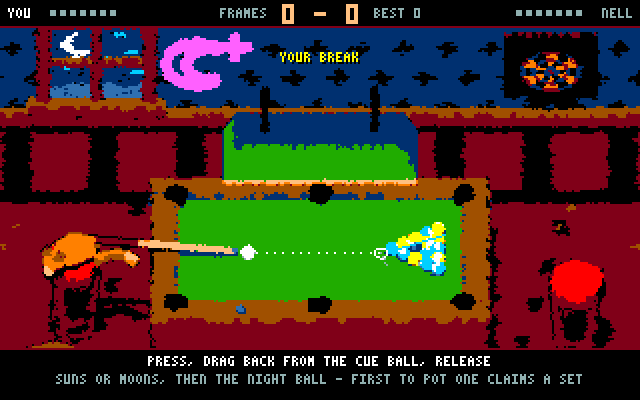 YOU FRAMES 0 - 0 BEST 0 NELL
YOUR BREAK
PRESS, DRAG BACK FROM THE CUE BALL, RELEASE
SUNS OR MOONS, THEN THE NIGHT BALL - FIRST TO POT ONE CLAIMS A SET